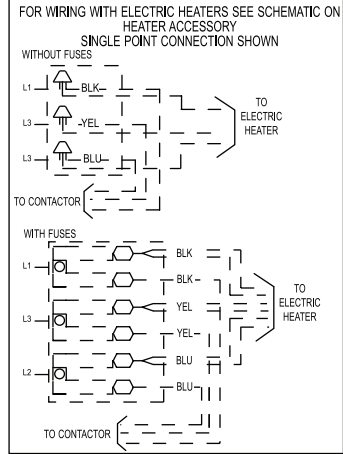 FOR WIRING WITH ELECTRIC HEATERS SEE SCHEMATIC ON
HEATER ACCESSORY
SINGLE POINT CONNECTION SHOWN
WITHOUT FUSES
L1
BLK
L3
YEL
L3
BLU
TO
ELECTRIC
HEATER
TO CONTACTOR
WITH FUSES
L1
BLK
BLK
L3
YEL
YEL
L2
BLU
BLU
TO
ELECTRIC
HEATER
TO CONTACTOR